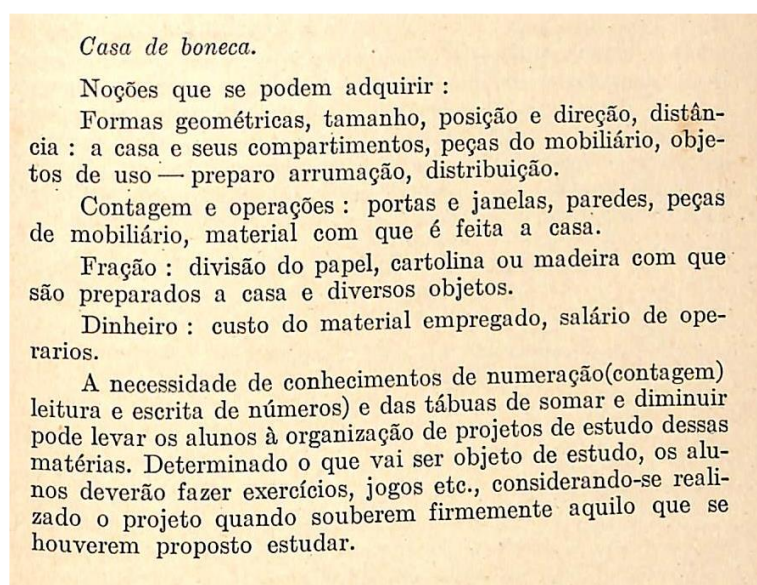 Casa de boneca.
Noções que se podem adquirir :
Formas geométricas, tamanho, posição e direção, distân-
cia : a casa e seus compartimentos, peças do mobiliário, obje-
tos de uso — preparo arrumação, distribuição.
Contagem e operações : portas e janelas, paredes, peças
de mobiliário, material com que é feita a casa.
Fração : divisão do papel, cartolina ou madeira com que
são preparados a casa e diversos objetos.
Dinheiro : custo do material empregado, salário de ope-
rarios.
A necessidade de conhecimentos de numeração(contagem)
leitura e escrita de números) e das tábuas de somar e diminuir
pode levar os alunos à organização de projetos de estudo dessas
matérias. Determinado o que vai ser objeto de estudo, os alu-
nos deverão fazer exercícios, jogos etc., considerando-se reali-
zado o projeto quando souberem firmemente aquilo que se
houverem proposto estudar.